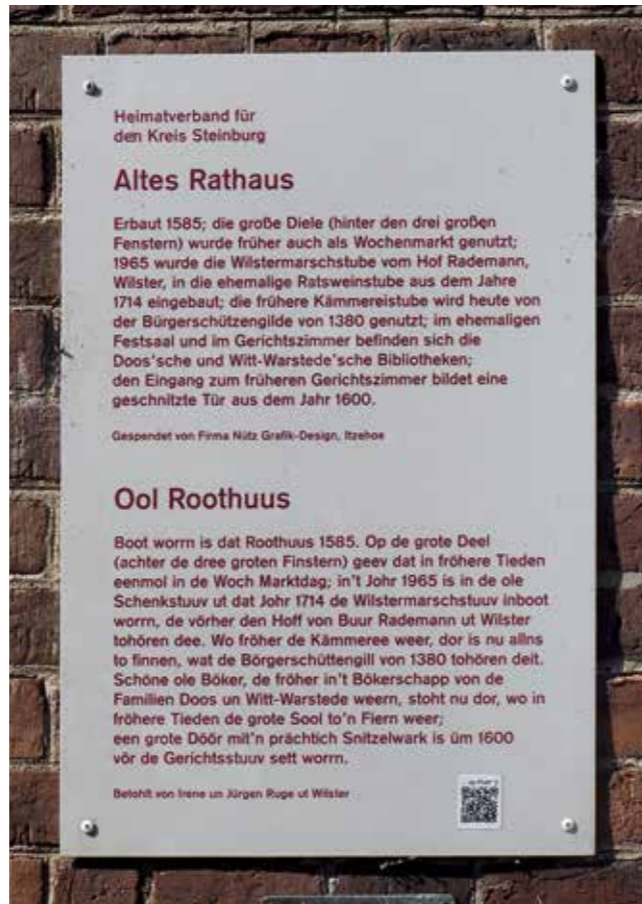 Heimatverband für
den Kreis Steinburg
Altes Rathaus
Erbaut 1585; die große Diele (hinter den drei großen
Fenstern) wurde früher auch als Wochenmarkt genutzt;
1965 wurde die Wilstermarschstube vom Hof Rademann,
Wilster, in die ehemalige Ratsweinstube aus dem Jahre
1714 eingebaut; die frühere Kämmereistube wird heute von
der Bürgerschützengilde von 1380 genutzt; im ehemaligen
Festsaal und im Gerichtszimmer befinden sich die
Doos'sche und Witt-Warstede'sche Bibliotheken;
den Eingang zum früheren Gerichtszimmer bildet eine
geschnitzte Tür aus dem Jahr 1600.
Gespendet von Firma Nütz Grafik-Design, Itzehoe
Ool Roothuus
Boot worrn is dat Roothuus 1585. Op de grote Deel
(achter de dree groten Finstern) geev dat in fröhere Tieden
eenmol in de Woch Marktdag; in't Johr 1965 is in de ole
Schenkstuuv ut dat Johr 1714 de Wilstermarschstuuv inboot
worrn, de vörher den Hoff von Buur Rademann ut Wilster
tohören dee. Wo fröher de Kämmeree weer, dor is nu allns
to finnen, wat de Börgerschüttengill von 1380 tohören deit.
Schöne ole Böker, de fröher in't Bökerschapp von de
Familien Doos un Witt-Warstede weern, stoht nu dor, wo in
fröhere Tieden de grote Sool to'n Fiern weer;
een grote Döör mit'n prächtich Snitzelwark is üm 1600
vör de Gerichtsstuuv sett worrn.
Betohlt von Irene un Jürgen Ruge ut Wilster